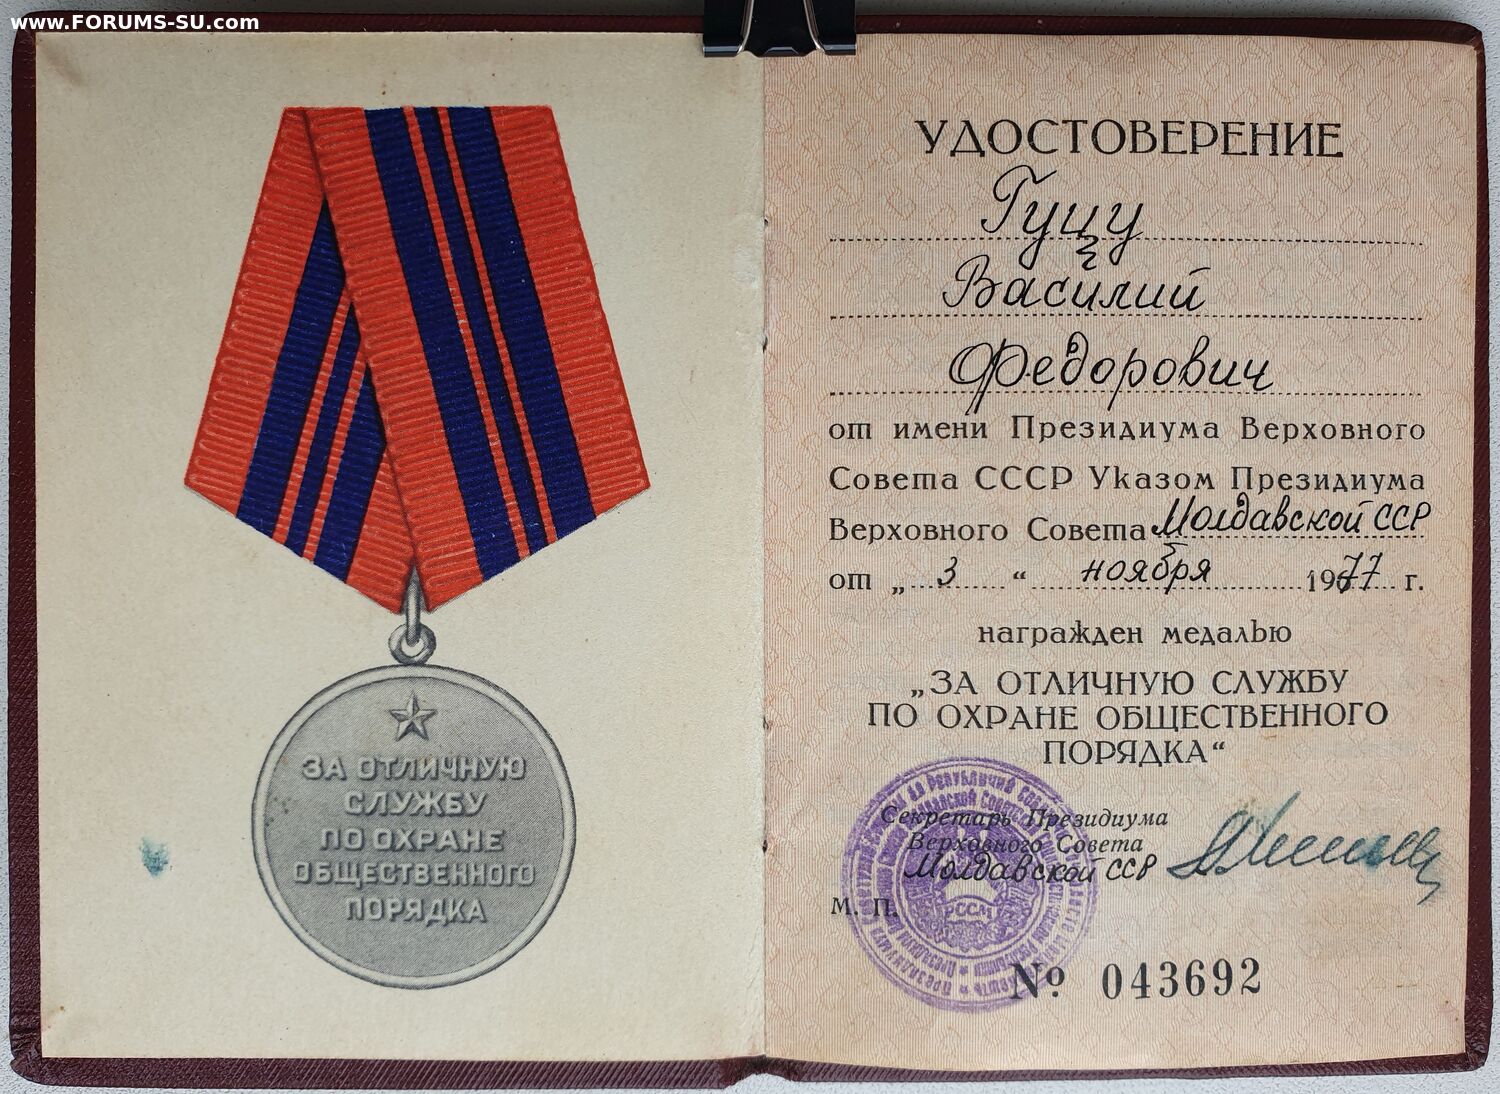 www.FORUMS-SU.com
ЗА ОТЛИЧНУЮ
СЛУЖБУ
ПО ОХРАНЕ
ОБЩЕСТВЕННОГО
ПОРЯДКА
УДОСТОВЕРЕНИЕ
Гуцу
Василий
Федорович
от имени Президиума Верховного
Совета СССР Указом Президиума
Верховного Совета Молдавской ССР
от „ 3 “ ноября 1977 г.
награжден медалью
„ЗА ОТЛИЧНУЮ СЛУЖБУ
ПО ОХРАНЕ ОБЩЕСТВЕННОГО
ПОРЯДКА“
Секретарь Президиума
Верховного Совета
Молдавской ССР
М. П.
РССМ
№ 043692